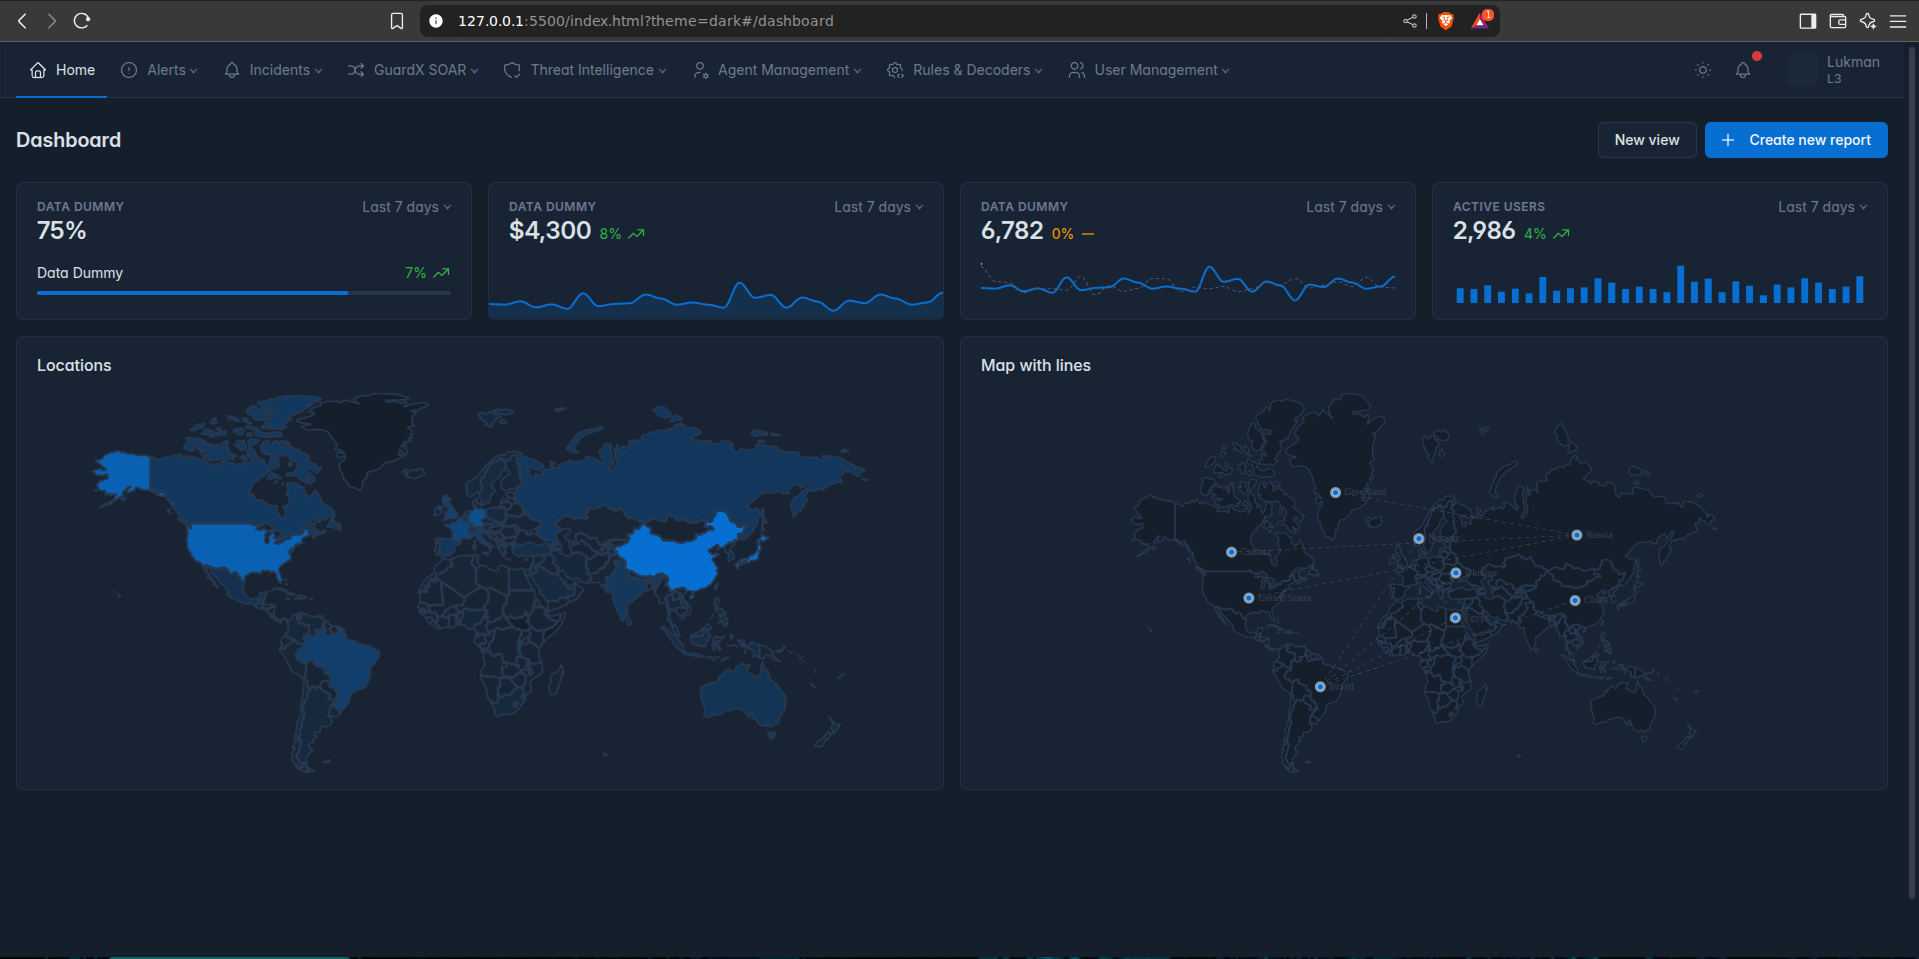 127.0.0.1:5500/index.html?theme=dark#/dashboard
1
Home Alerts Incidents GuardX SOAR Threat Intelligence Agent Management Rules & Decoders User Management
Lukman
L3
Dashboard
New view
Create new report
DATA DUMMY Last 7 days
75%
Data Dummy 7%
DATA DUMMY Last 7 days
$4,300 8%
DATA DUMMY Last 7 days
6,782 0%
ACTIVE USERS Last 7 days
2,986 4%
Locations
Map with lines
Greenland
Russia
Norway
Canada
Ukraine
United States
China
Egypt
Brazil